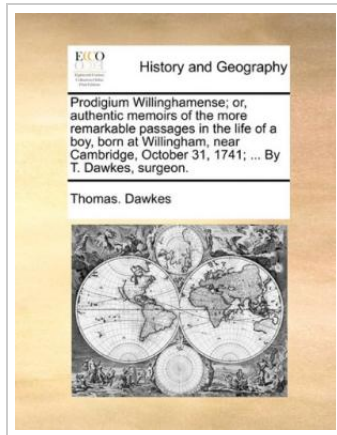 ECCO
History and Geography
Prodigium Willinghamense; or,
authentic memoirs of the more
remarkable passages in the life of a
boy, born at Willingham, near
Cambridge, October 31, 1741; ... By
T. Dawkes, surgeon.
Thomas. Dawkes